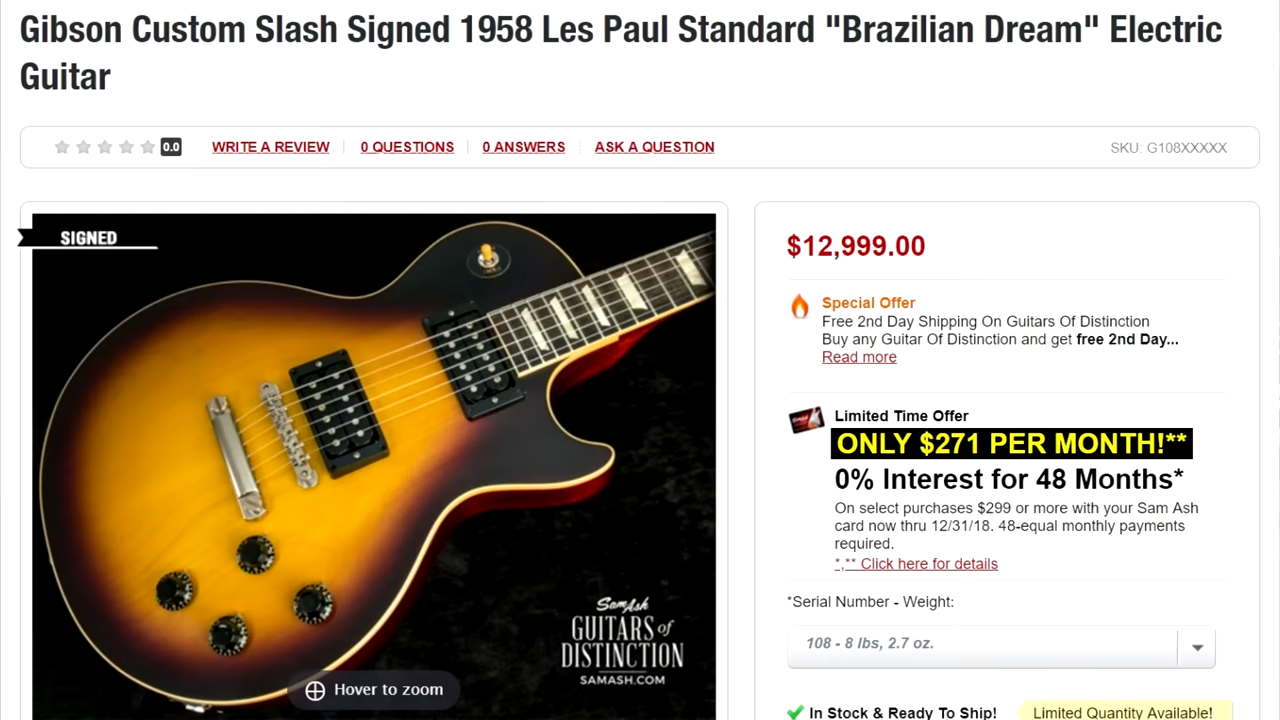 Gibson Custom Slash Signed 1958 Les Paul Standard "Brazilian Dream" Electric
Guitar
0.0
WRITE A REVIEW
0 QUESTIONS
0 ANSWERS
ASK A QUESTION
SKU: G108XXXXX
SIGNED
SamAsh
GUITARS of
DISTINCTION
SAMASH.COM
Hover to zoom
$12,999.00
Special Offer
Free 2nd Day Shipping On Guitars Of Distinction
Buy any Guitar Of Distinction and get free 2nd Day...
Read more
Limited Time Offer
ONLY $271 PER MONTH!**
0% Interest for 48 Months*
On select purchases $299 or more with your Sam Ash
card now thru 12/31/18. 48-equal monthly payments
required.
*,** Click here for details
*Serial Number - Weight:
108 - 8 lbs, 2.7 oz.
In Stock & Ready To Ship!
Limited Quantity Available!